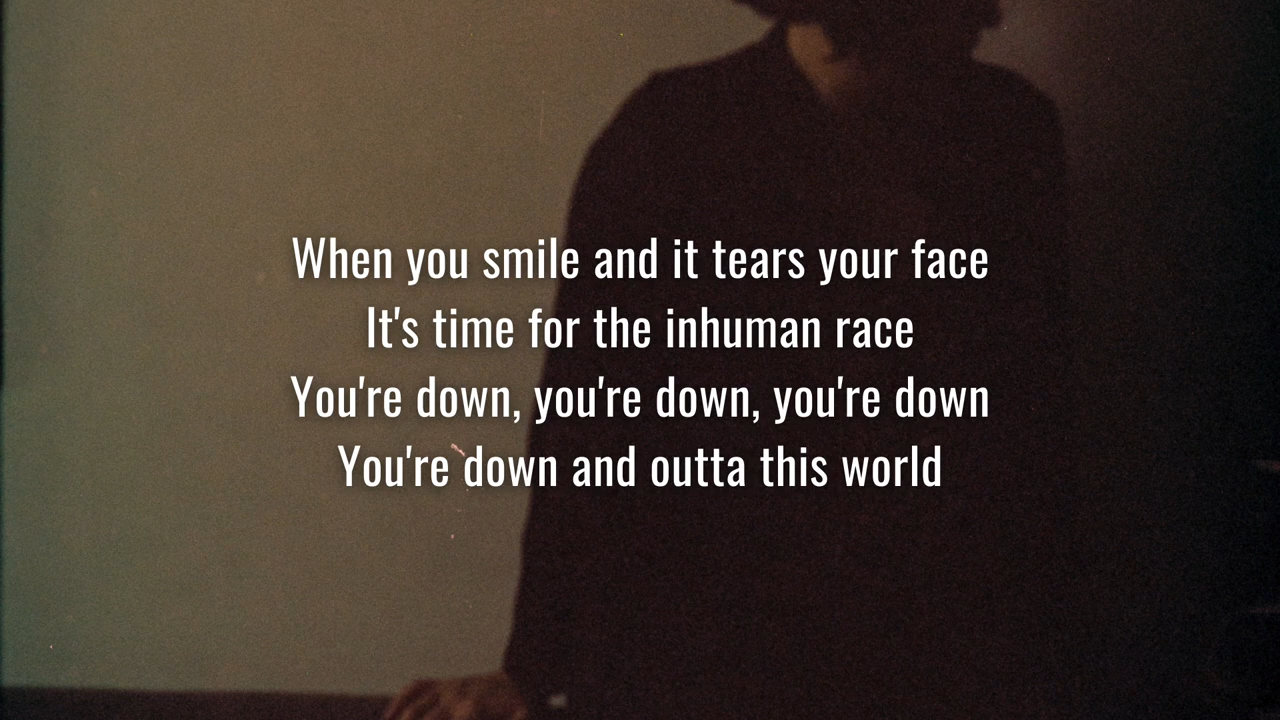 When you smile and it tears your face
It's time for the inhuman race
You're down, you're down, you're down
You're down and outta this world